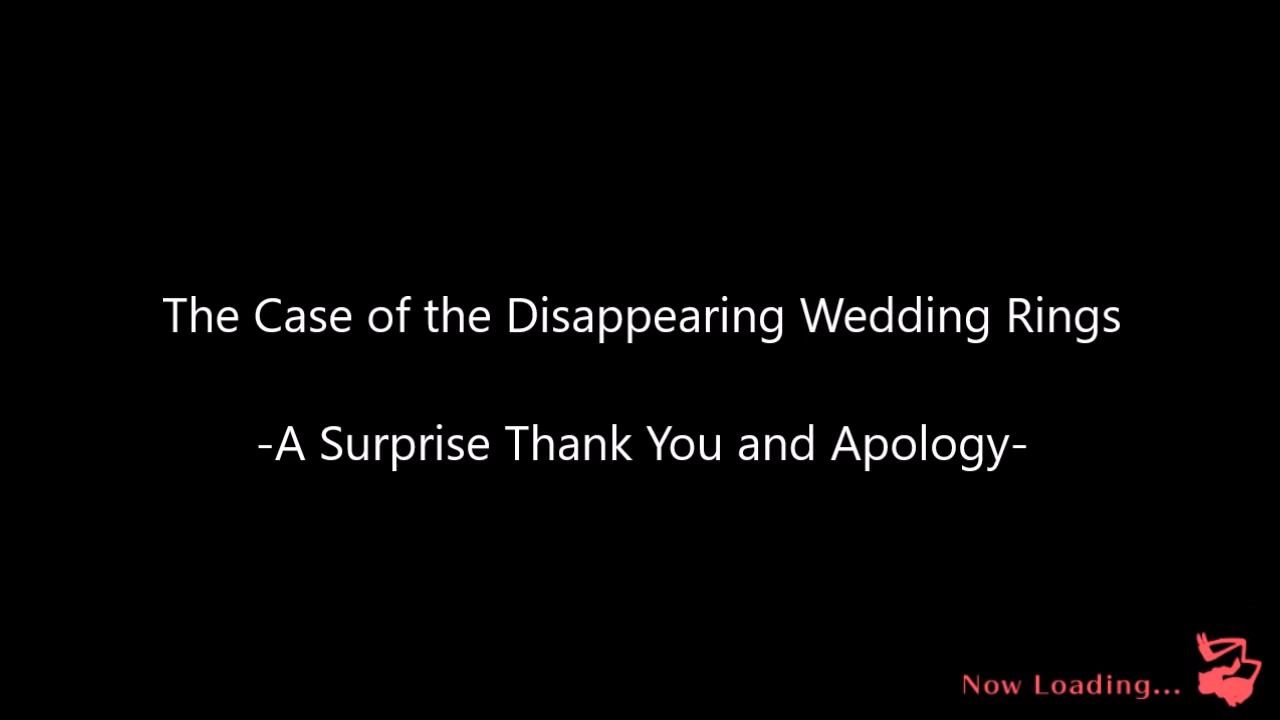 The Case of the Disappearing Wedding Rings
-A Surprise Thank You and Apology-
Now Loading...